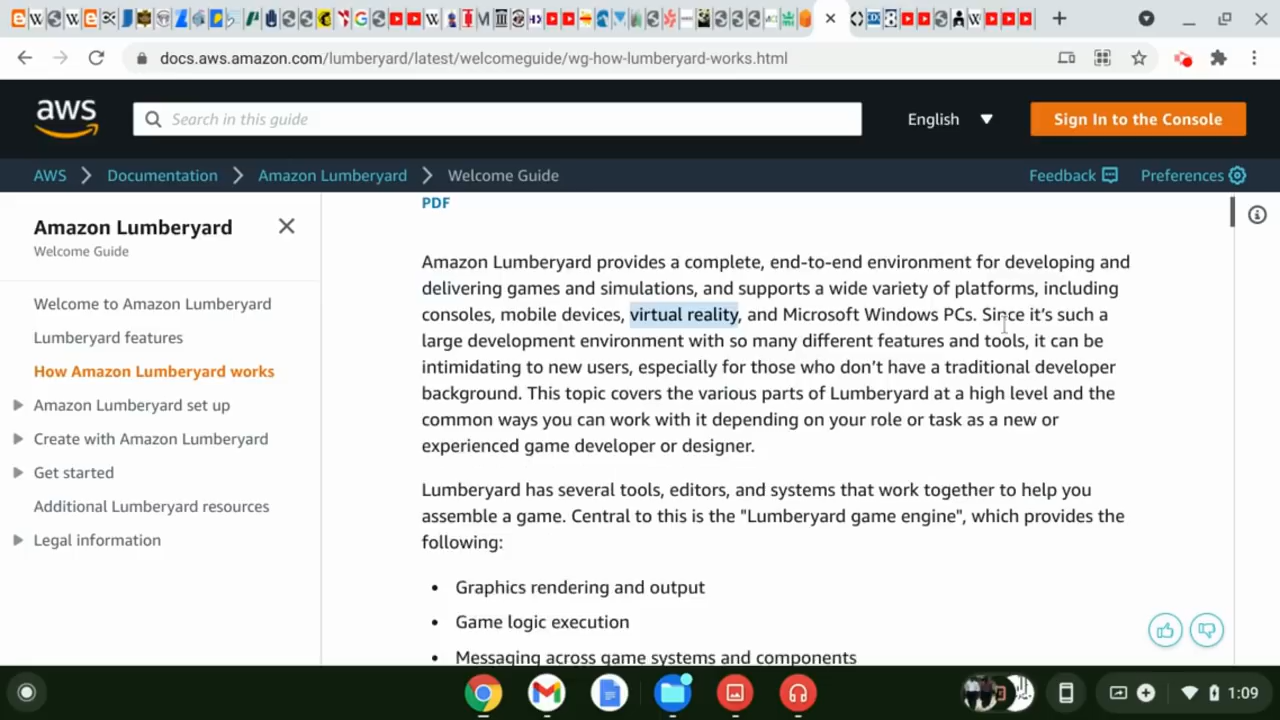 docs.aws.amazon.com/lumberyard/latest/welcomeguide/wg-how-lumberyard-works.html
aws
Search in this guide
English
Sign In to the Console
AWS > Documentation > Amazon Lumberyard > Welcome Guide
Feedback
Preferences
Amazon Lumberyard
Welcome Guide
Welcome to Amazon Lumberyard
Lumberyard features
How Amazon Lumberyard works
Amazon Lumberyard set up
Create with Amazon Lumberyard
Get started
Additional Lumberyard resources
Legal information
PDF
Amazon Lumberyard provides a complete, end-to-end environment for developing and
delivering games and simulations, and supports a wide variety of platforms, including
consoles, mobile devices, virtual reality, and Microsoft Windows PCs. Since it's such a
large development environment with so many different features and tools, it can be
intimidating to new users, especially for those who don't have a traditional developer
background. This topic covers the various parts of Lumberyard at a high level and the
common ways you can work with it depending on your role or task as a new or
experienced game developer or designer.
Lumberyard has several tools, editors, and systems that work together to help you
assemble a game. Central to this is the "Lumberyard game engine", which provides the
following:
• Graphics rendering and output
• Game logic execution
• Messaging across game systems and components
1:09